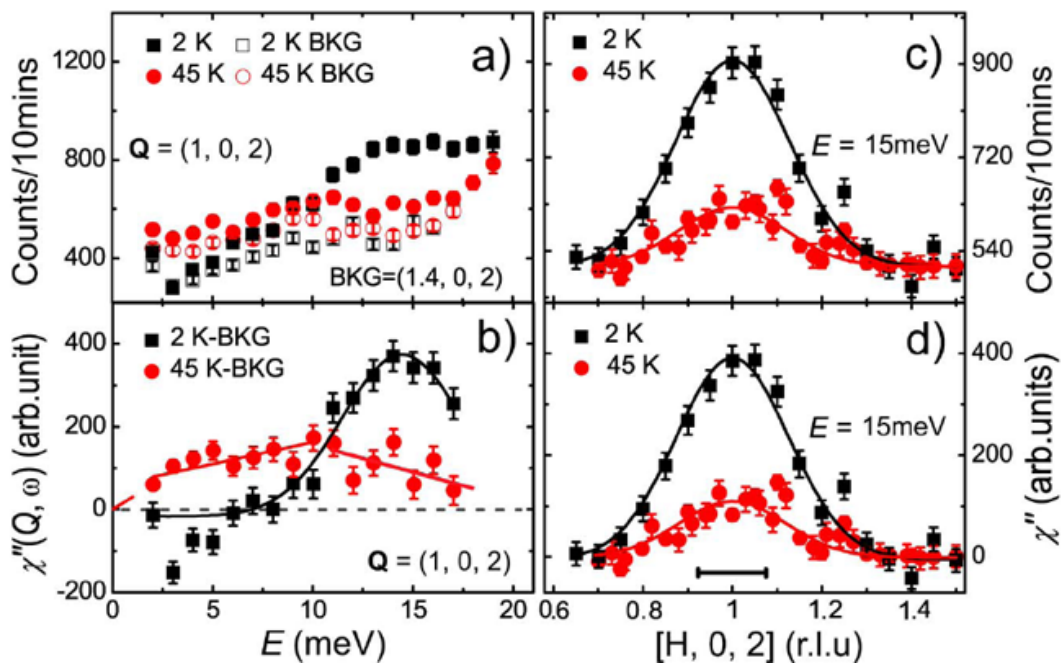 1200
800
400
Counts/10mins
2 K
2 K BKG
45 K
45 K BKG
a)
Q = (1, 0, 2)
BKG=(1.4, 0, 2)
2 K
45 K
c)
E = 15meV
900
720
540
Counts/10mins
400
200
0
-200
χ″(Q, ω) (arb.unit)
2 K-BKG
45 K-BKG
b)
Q = (1, 0, 2)
0
5
10
15
20
E (meV)
2 K
45 K
d)
E = 15meV
400
200
0
χ″ (arb.units)
0.6
0.8
1
1.2
1.4
[H, 0, 2] (r.l.u)